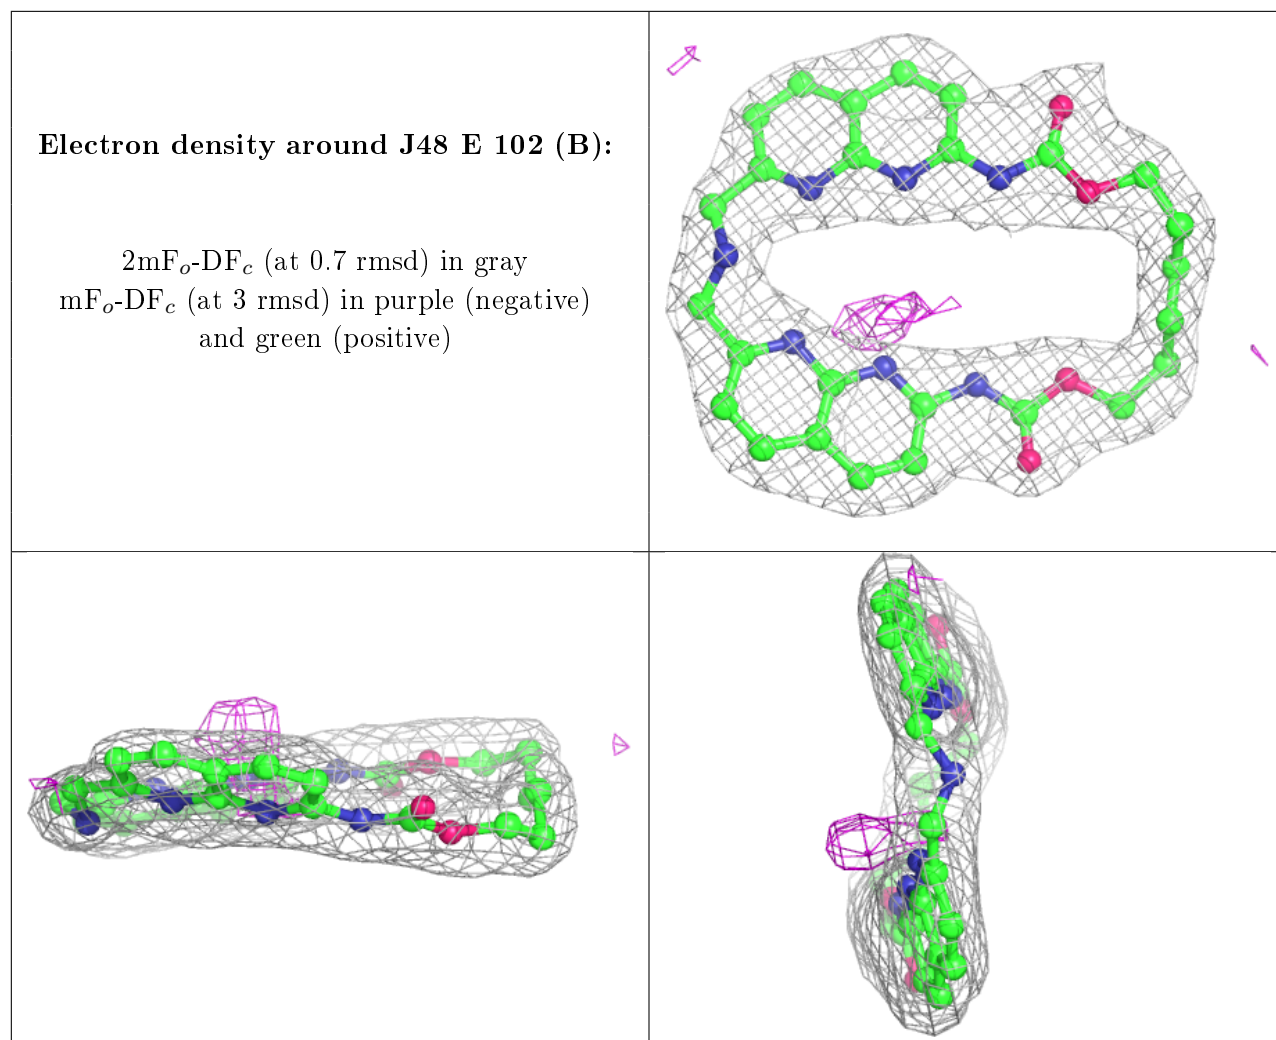 Electron density around J48 E 102 (B):
2mFₒ-DF𝒸 (at 0.7 rmsd) in gray
mFₒ-DF𝒸 (at 3 rmsd) in purple (negative)
and green (positive)